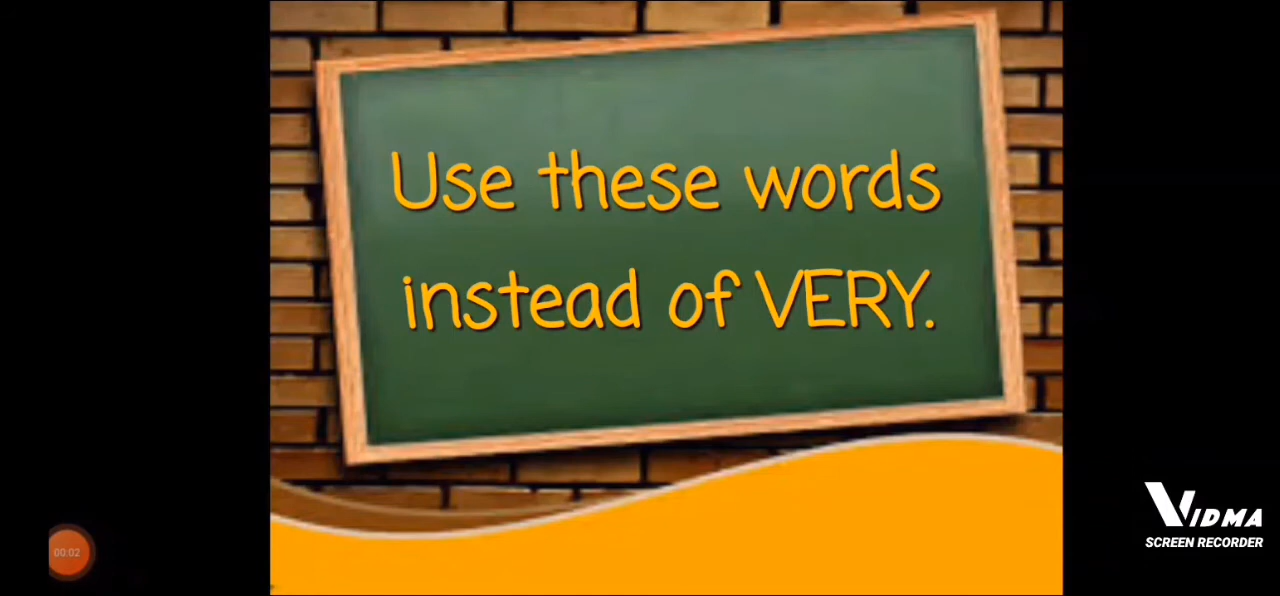 Use these words
instead of VERY.
00:02
VIDMA
SCREEN RECORDER